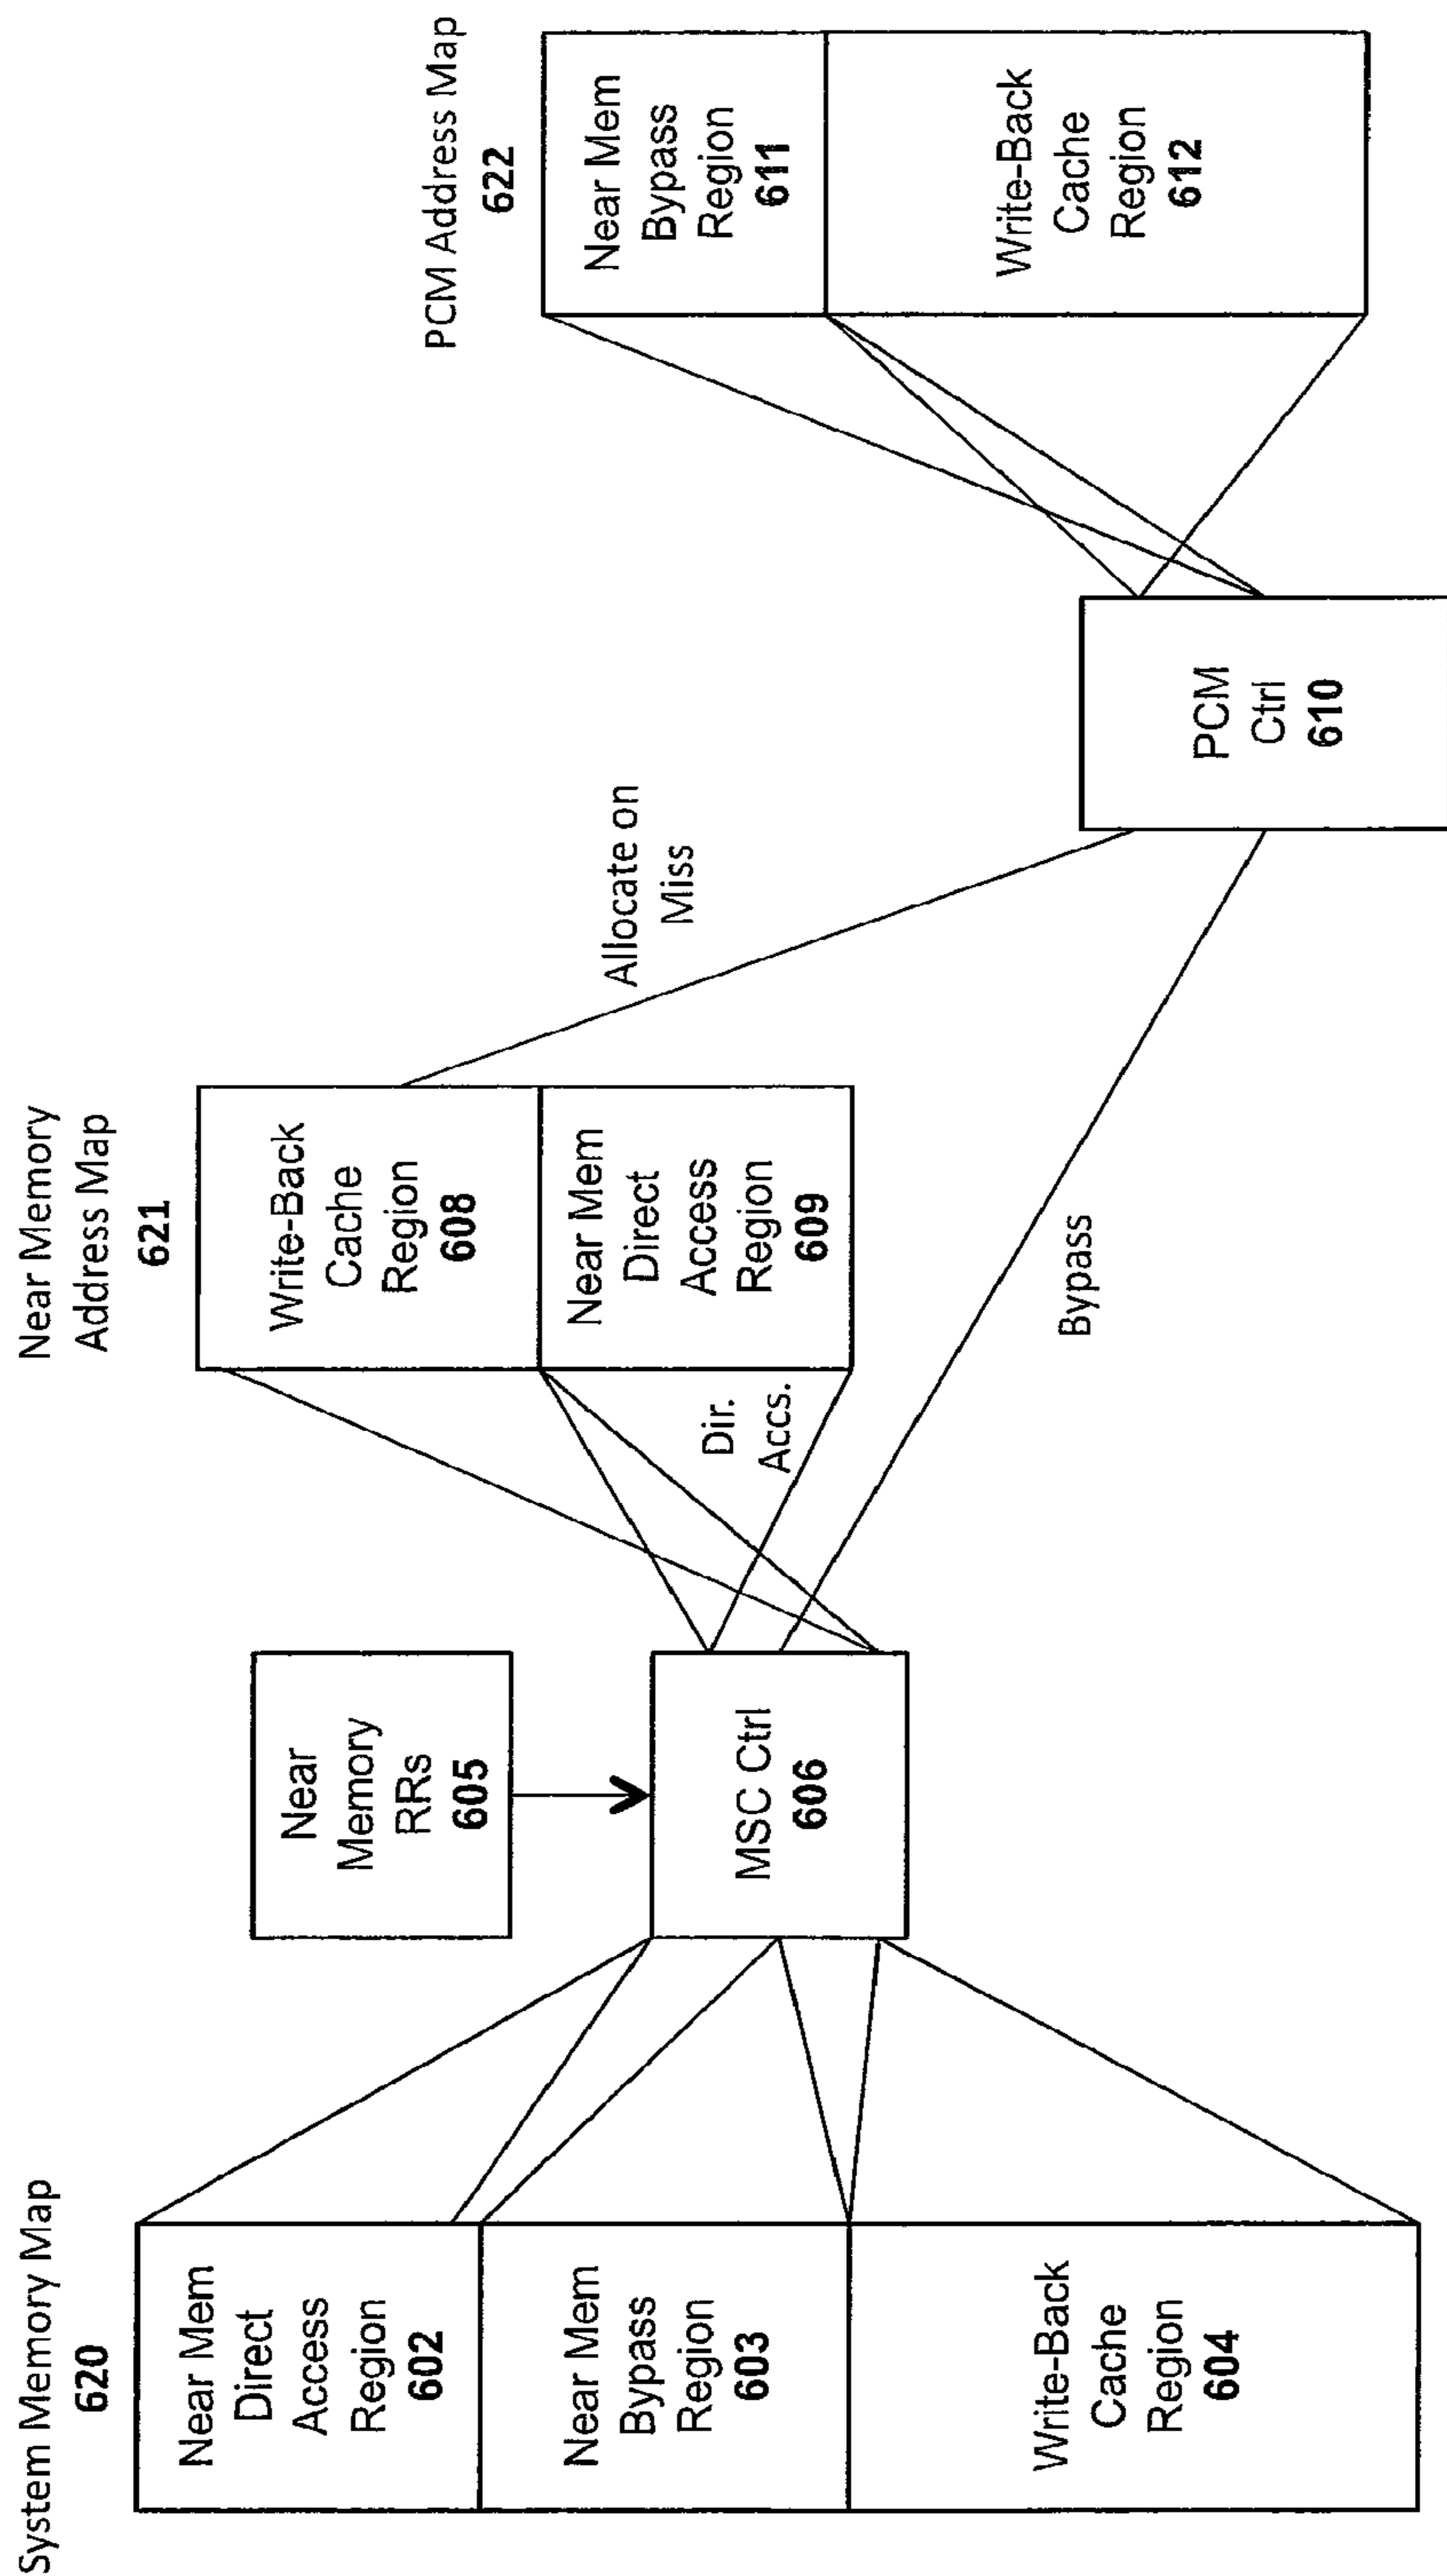 System Memory Map
620
Near Mem
Direct
Access
Region
602
Near Mem
Bypass
Region
603
Write-Back
Cache
Region
604
Near
Memory
RRs
605
MSC Ctrl
606
Near Memory
Address Map
621
Write-Back
Cache
Region
608
Near Mem
Direct
Access
Region
609
Dir.
Accs.
Allocate on
Miss
Bypass
PCM
Ctrl
610
PCM Address Map
622
Near Mem
Bypass
Region
611
Write-Back
Cache
Region
612